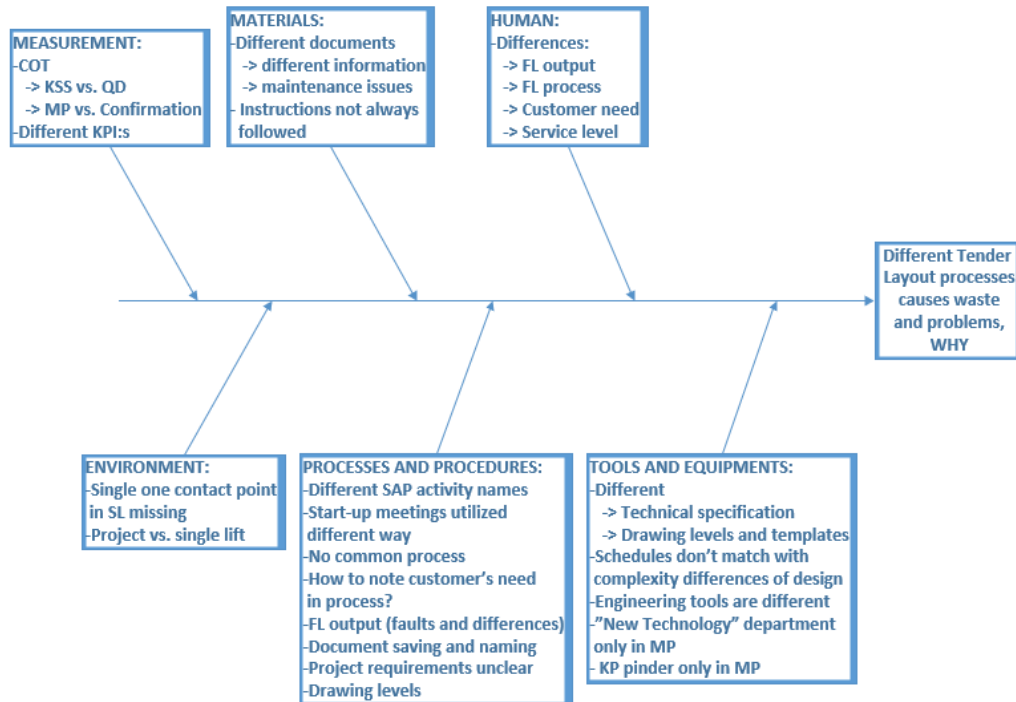 MEASUREMENT:
-COT
-> KSS vs. QD
-> MP vs. Confirmation
-Different KPI:s
MATERIALS:
-Different documents
-> different information
-> maintenance issues
- Instructions not always
followed
HUMAN:
-Differences:
-> FL output
-> FL process
-> Customer need
-> Service level
Different Tender
Layout processes
causes waste
and problems,
WHY
ENVIRONMENT:
-Single one contact point
in SL missing
-Project vs. single lift
PROCESSES AND PROCEDURES:
-Different SAP activity names
-Start-up meetings utilized
different way
-No common process
-How to note customer's need
in process?
-FL output (faults and differences)
-Document saving and naming
-Project requirements unclear
-Drawing levels
TOOLS AND EQUIPMENTS:
-Different
-> Technical specification
-> Drawing levels and templates
-Schedules don't match with
complexity differences of design
-Engineering tools are different
-"New Technology" department
only in MP
- KP pinder only in MP